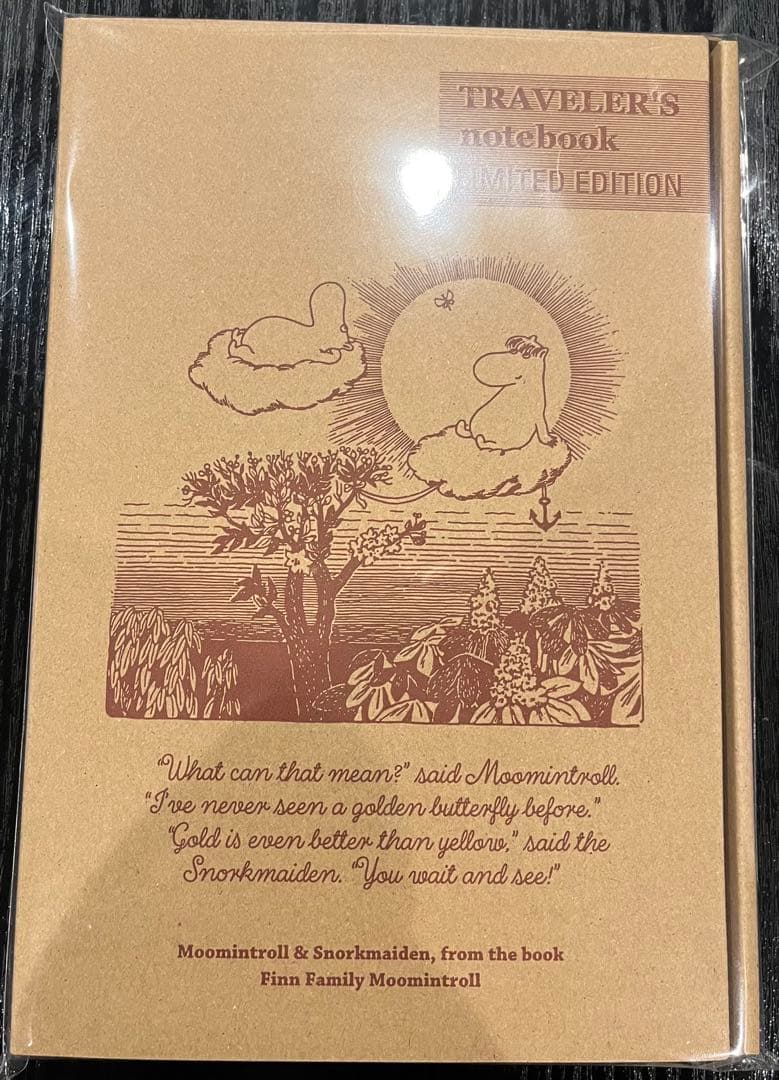 TRAVELER'S
notebook
LIMITED EDITION
“What can that mean?” said Moomintroll.
“I've never seen a golden butterfly before.”
“Gold is even better than yellow,” said the
Snorkmaiden. “You wait and see!”
Moomintroll & Snorkmaiden, from the book
Finn Family Moomintroll